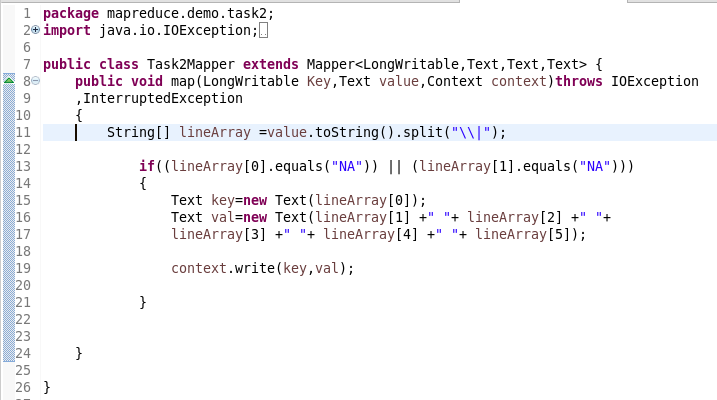 1 package mapreduce.demo.task2;
2 import java.io.IOException;
6
7 public class Task2Mapper extends Mapper<LongWritable,Text,Text,Text> {
8 public void map(LongWritable Key,Text value,Context context)throws IOException
9 ,InterruptedException
10 {
11 String[] lineArray =value.toString().split("\\|");
12
13 if((lineArray[0].equals("NA")) || (lineArray[1].equals("NA")))
14 {
15 Text key=new Text(lineArray[0]);
16 Text val=new Text(lineArray[1] +" "+ lineArray[2] +" "+
17 lineArray[3] +" "+ lineArray[4] +" "+ lineArray[5]);
18
19 context.write(key,val);
20
21 }
22
23
24 }
25
26 }